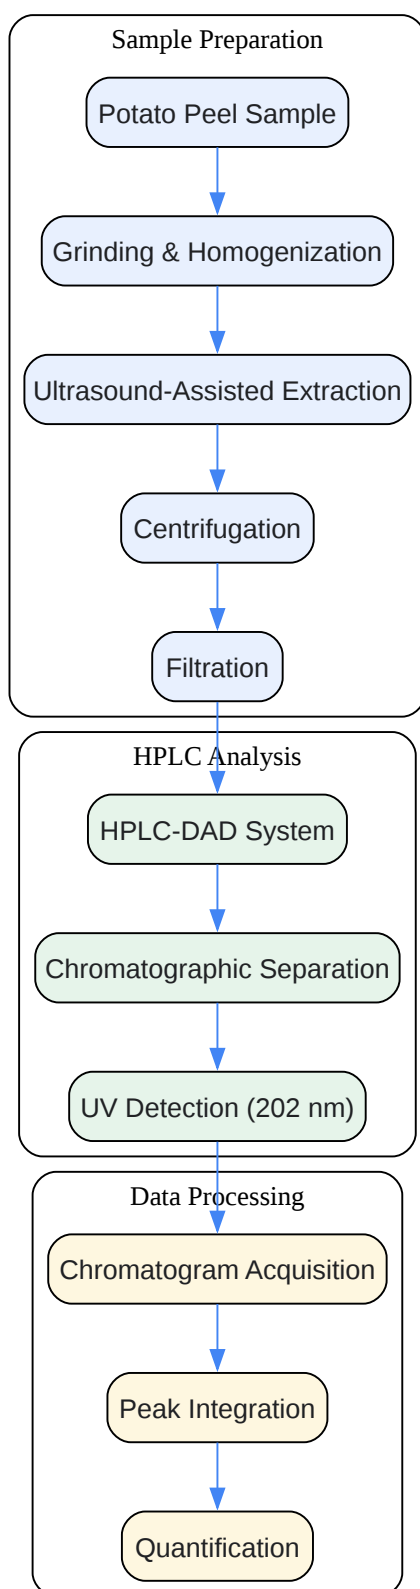 Sample Preparation
Potato Peel Sample
Grinding & Homogenization
Ultrasound-Assisted Extraction
Centrifugation
Filtration
HPLC Analysis
HPLC-DAD System
Chromatographic Separation
UV Detection (202 nm)
Data Processing
Chromatogram Acquisition
Peak Integration
Quantification